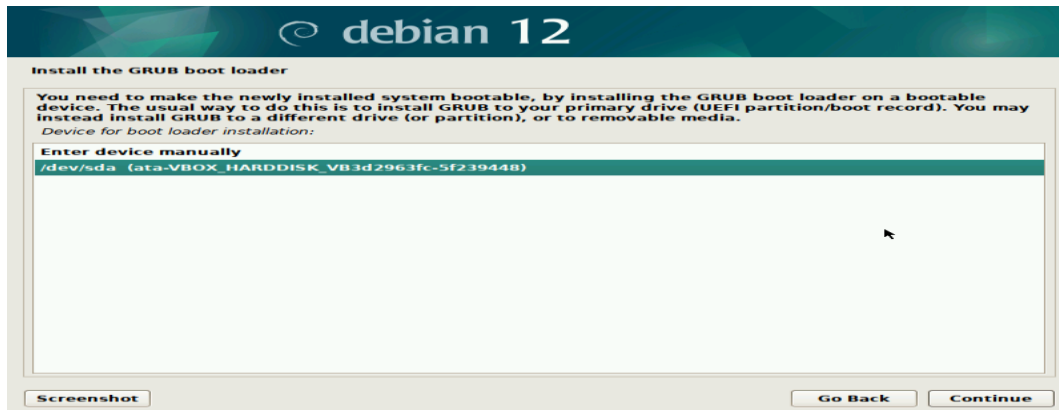 debian 12
Install the GRUB boot loader
You need to make the newly installed system bootable, by installing the GRUB boot loader on a bootable
device. The usual way to do this is to install GRUB to your primary drive (UEFI partition/boot record). You may
instead install GRUB to a different drive (or partition), or to removable media.
Device for boot loader installation:
Enter device manually
/dev/sda (ata-VBOX_HARDDISK_VB3d2963fc-5f239448)
Screenshot
Go Back
Continue